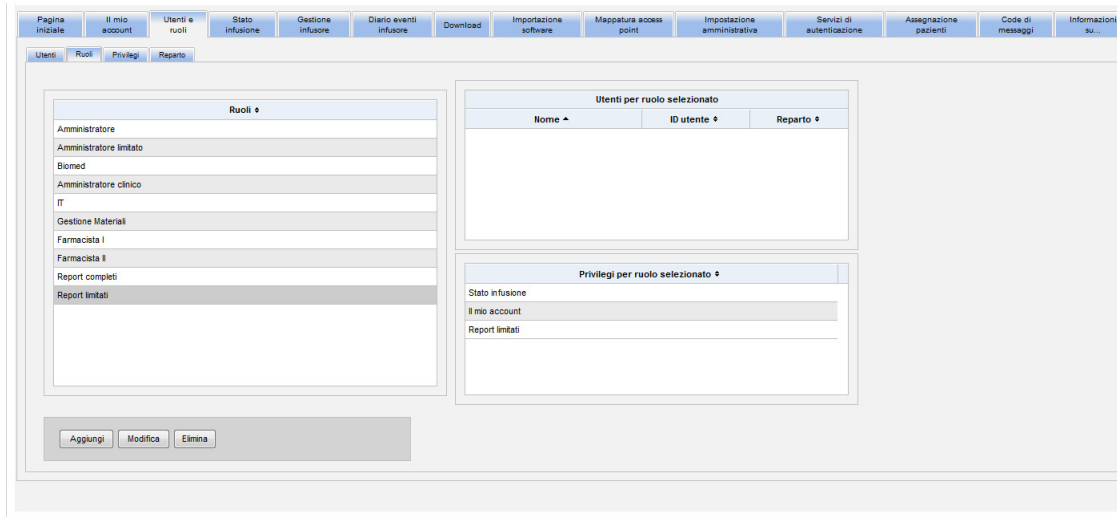 Pagina iniziale
Il mio account
Utenti e ruoli
Stato infusione
Gestione infusore
Diario eventi infusore
Download
Importazione software
Mappatura access point
Impostazione amministrativa
Servizi di autenticazione
Assegnazione pazienti
Code di messaggi
Informazioni su...
Utenti
Ruoli
Privilegi
Reparto
Ruoli
Amministratore
Amministratore limitato
Biomed
Amministratore clinico
IT
Gestione Materiali
Farmacista I
Farmacista II
Report completi
Report limitati
Utenti per ruolo selezionato
Nome
ID utente
Reparto
Privilegi per ruolo selezionato
Stato infusione
Il mio account
Report limitati
Aggiungi
Modifica
Elimina